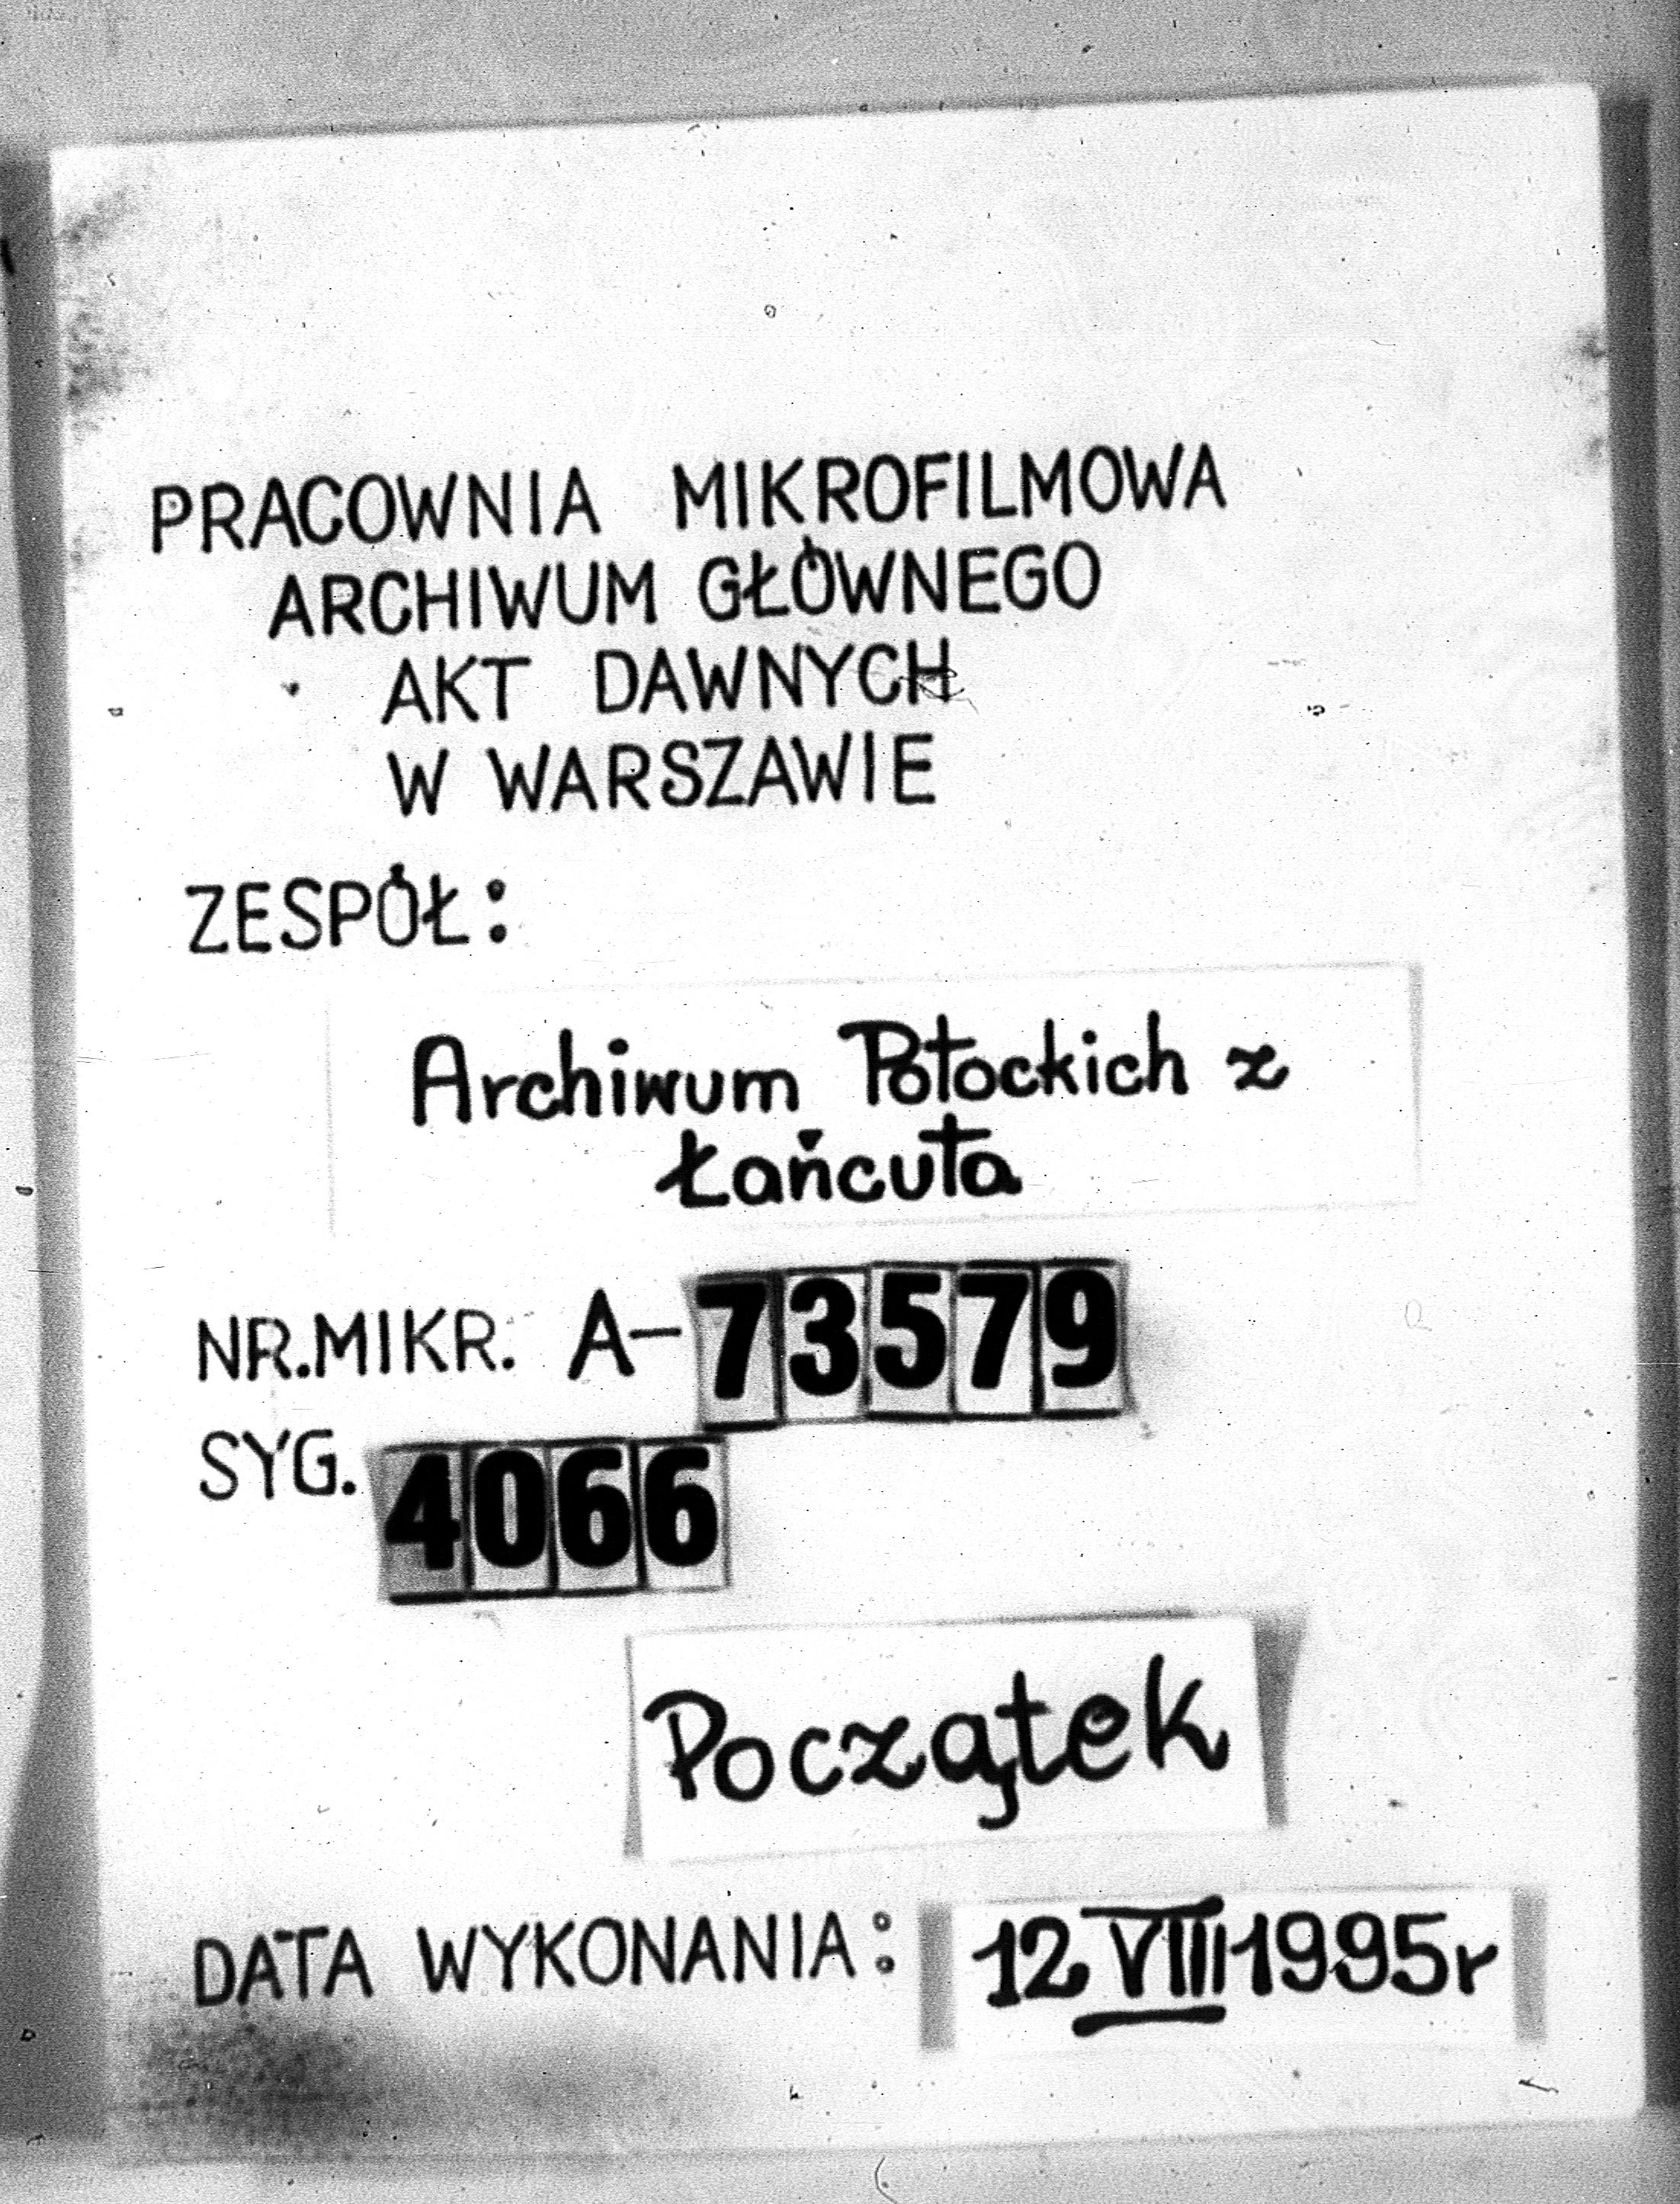 PRACOWNIA MIKROFILMOWA
ARCHIWUM GŁÓWNEGO
AKT DAWNYCH
W WARSZAWIE
ZESPÓŁ:
Archiwum Potockich z
Łańcuta
NR.MIKR. A-73579
SYG. 4066
Początek
DATA WYKONANIA: 12 VIII 1995r